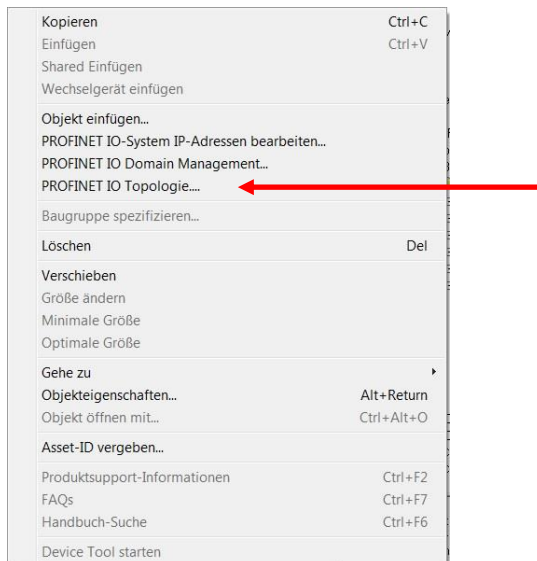 Kopieren Ctrl+C
Einfügen Ctrl+V
Shared Einfügen
Wechselgerät einfügen
Objekt einfügen...
PROFINET IO-System IP-Adressen bearbeiten...
PROFINET IO Domain Management...
PROFINET IO Topologie....
Baugruppe spezifizieren...
Löschen Del
Verschieben
Größe ändern
Minimale Größe
Optimale Größe
Gehe zu
Objekteigenschaften... Alt+Return
Objekt öffnen mit... Ctrl+Alt+O
Asset-ID vergeben...
Produktsupport-Informationen Ctrl+F2
FAQs Ctrl+F7
Handbuch-Suche Ctrl+F6
Device Tool starten